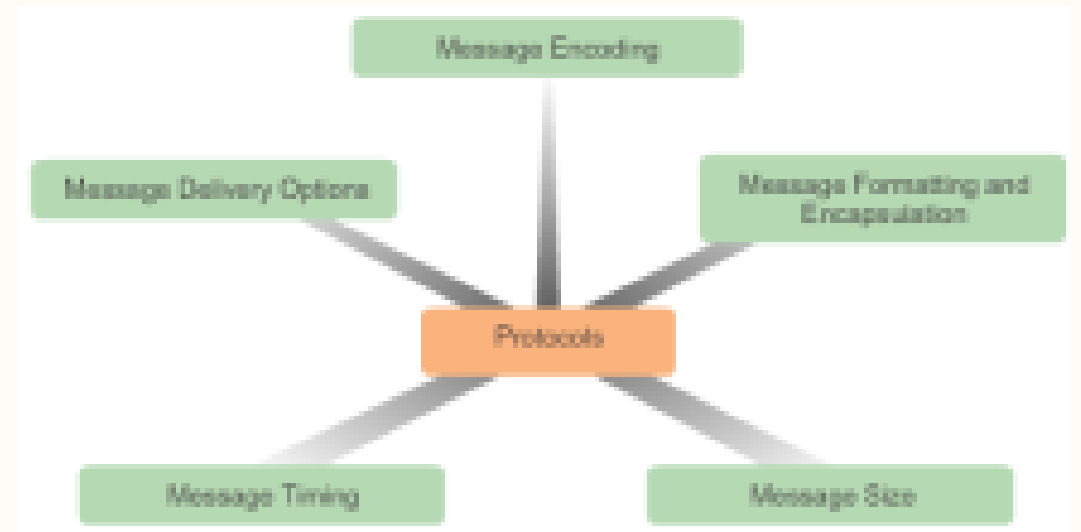 Message Encoding
Message Delivery Options
Message Formatting and
Encapsulation
Protocols
Message Timing
Message Size